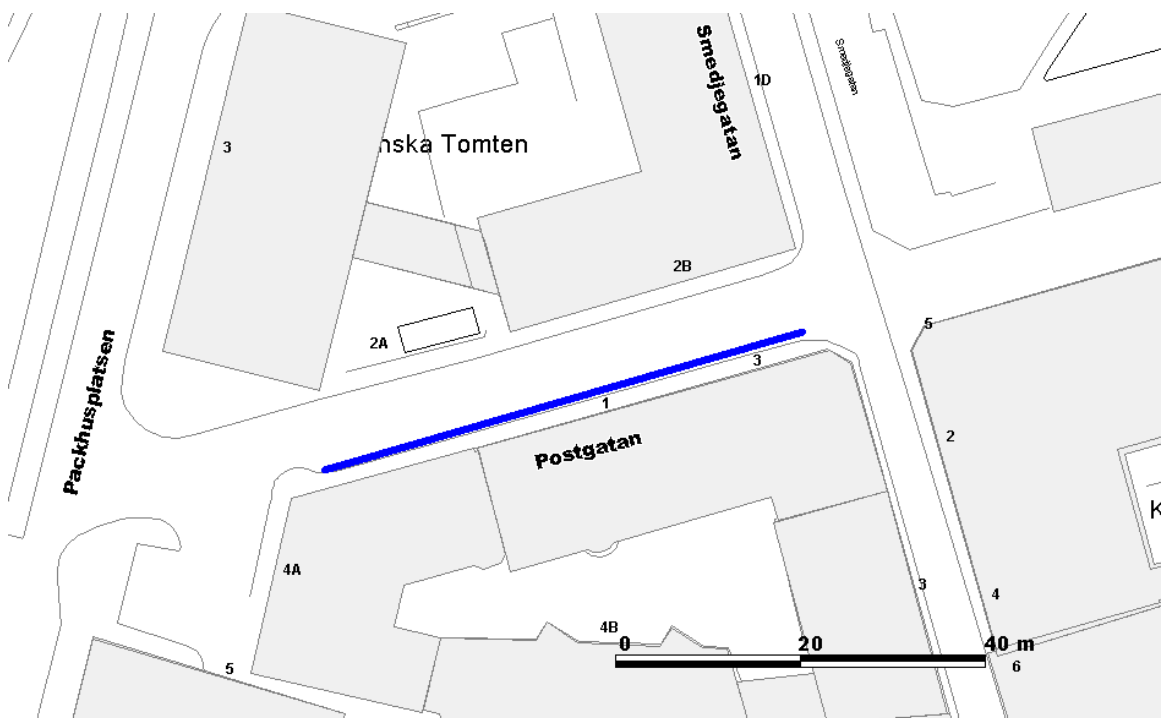 Smedjegatan
Smedjegatan
1D
3
nska Tomten
2B
5
2A
3
Packhusplatsen
1
2
Postgatan
K
4A
3
4
4B
0 20 40 m
5
6